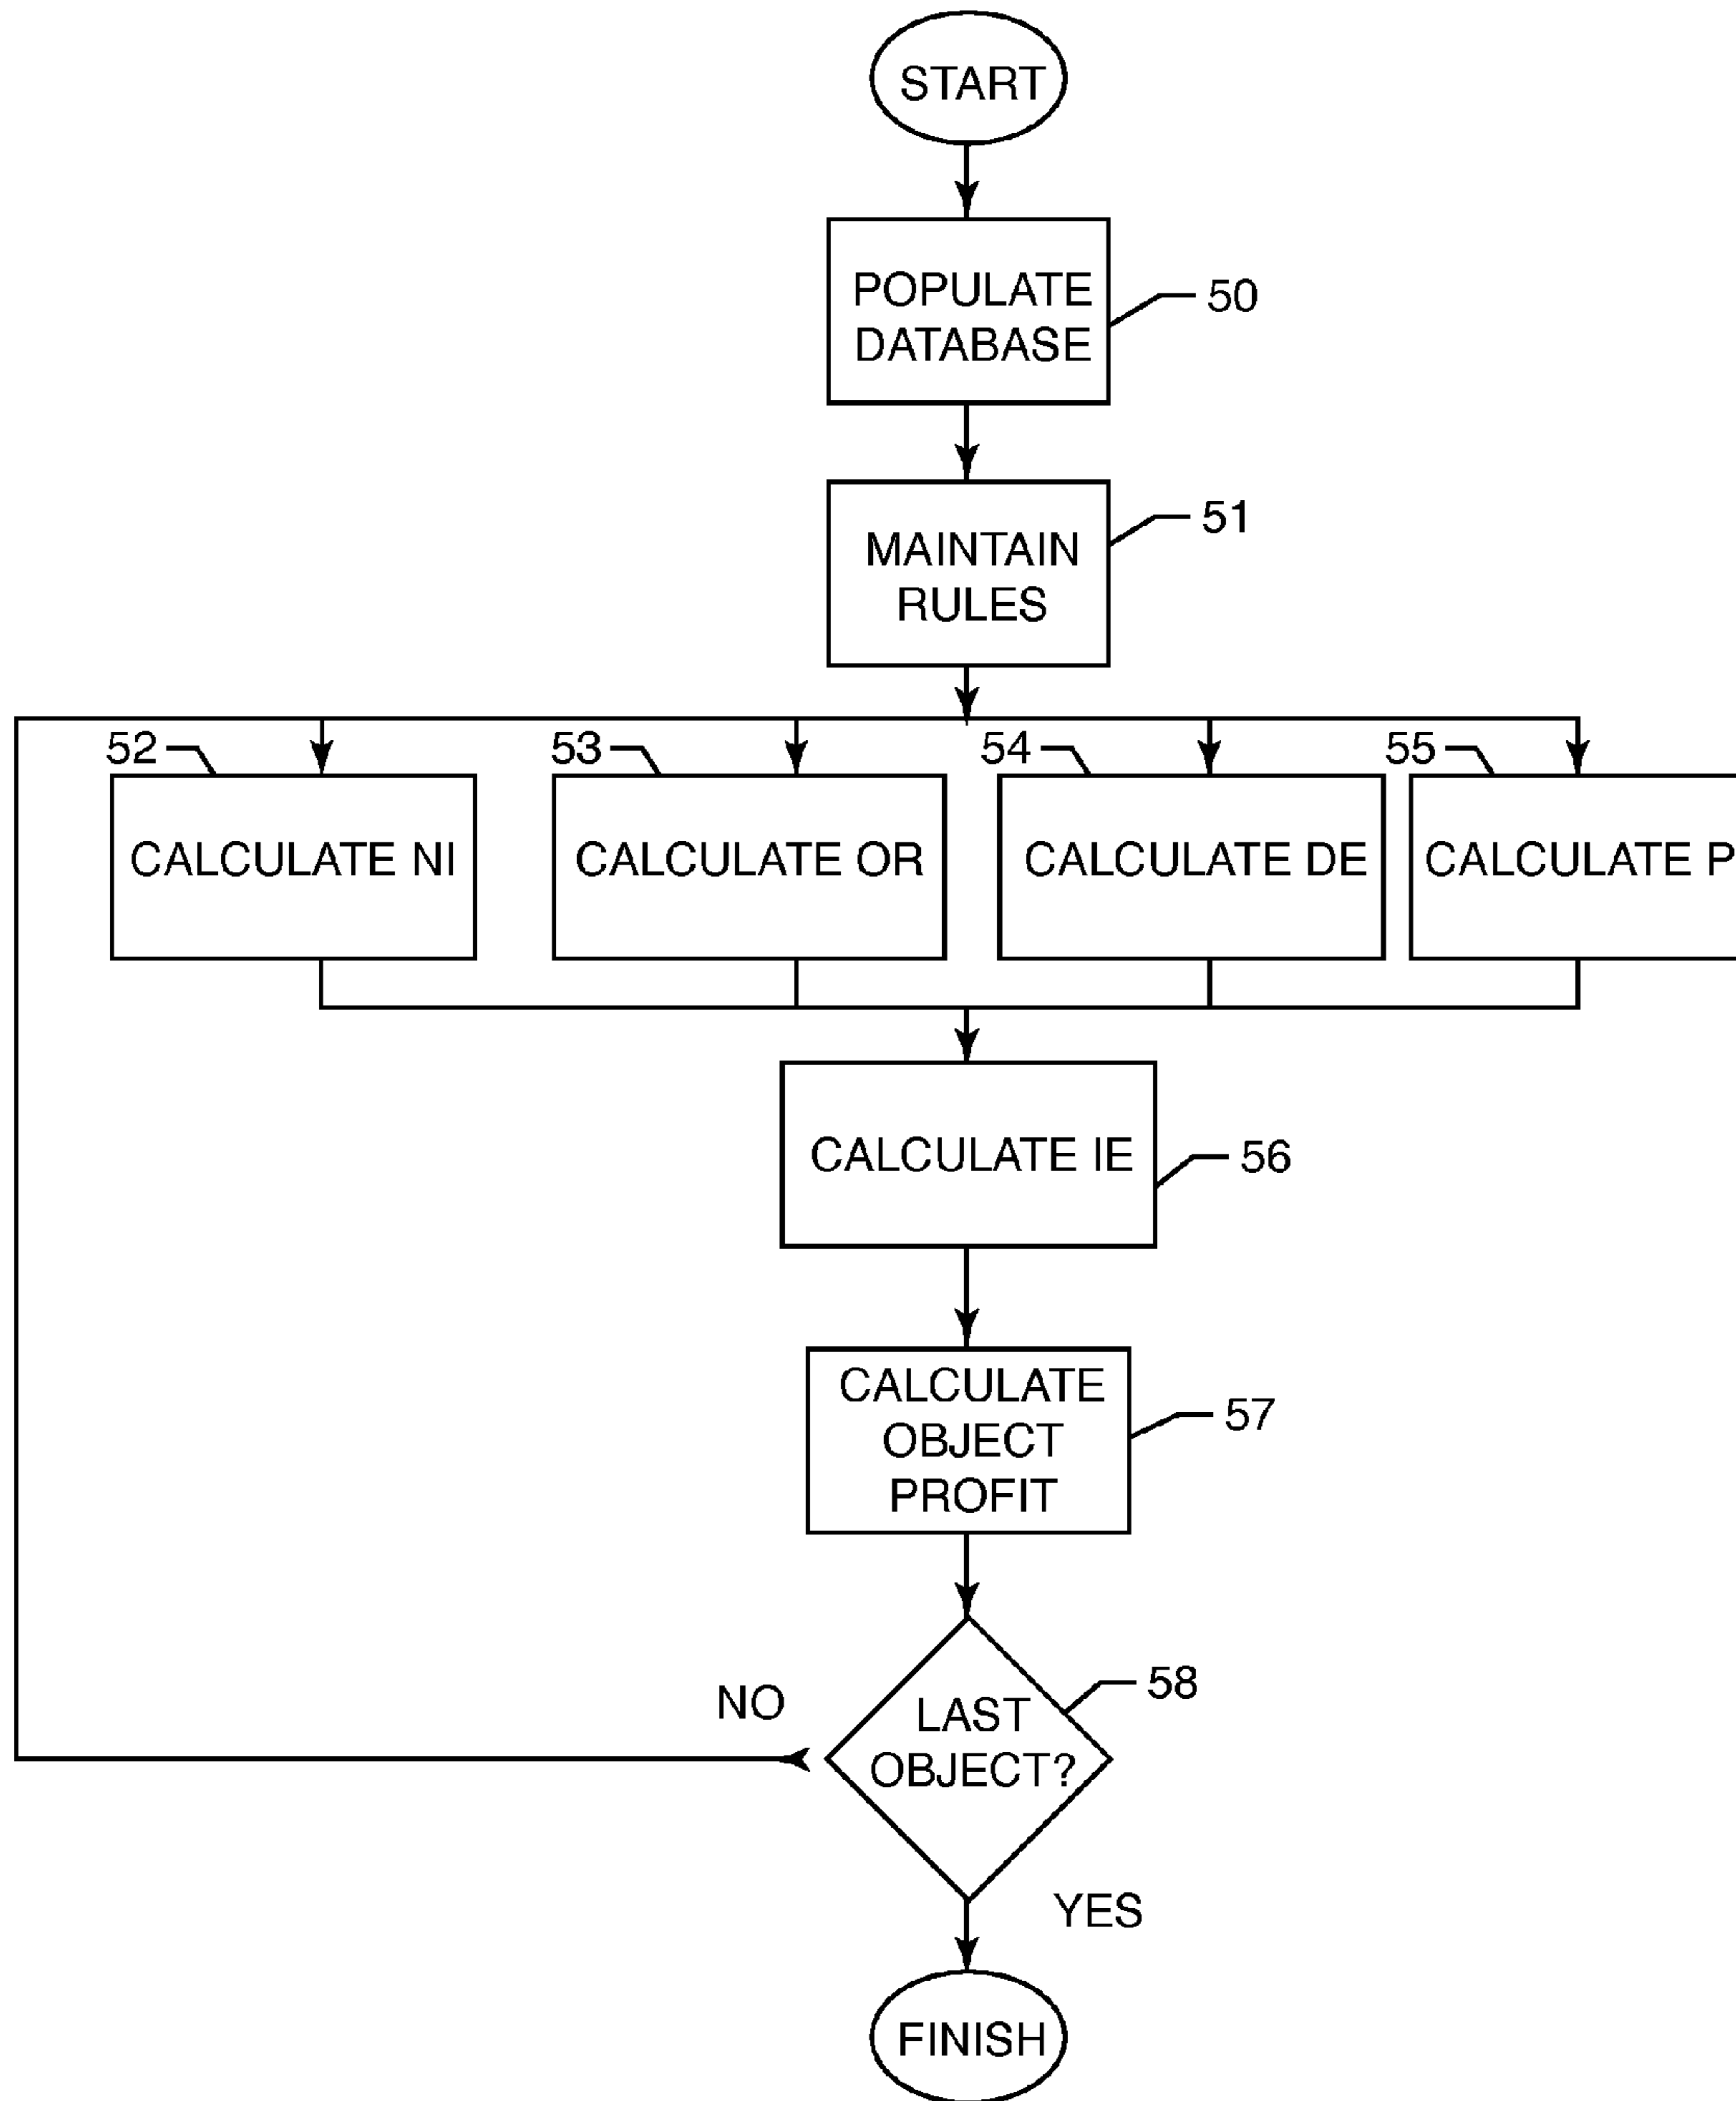 START
POPULATE
DATABASE
50
MAINTAIN
RULES
51
52
53
54
55
CALCULATE NI
CALCULATE OR
CALCULATE DE
CALCULATE P
CALCULATE IE
56
CALCULATE
OBJECT
PROFIT
57
NO
LAST
OBJECT?
58
YES
FINISH